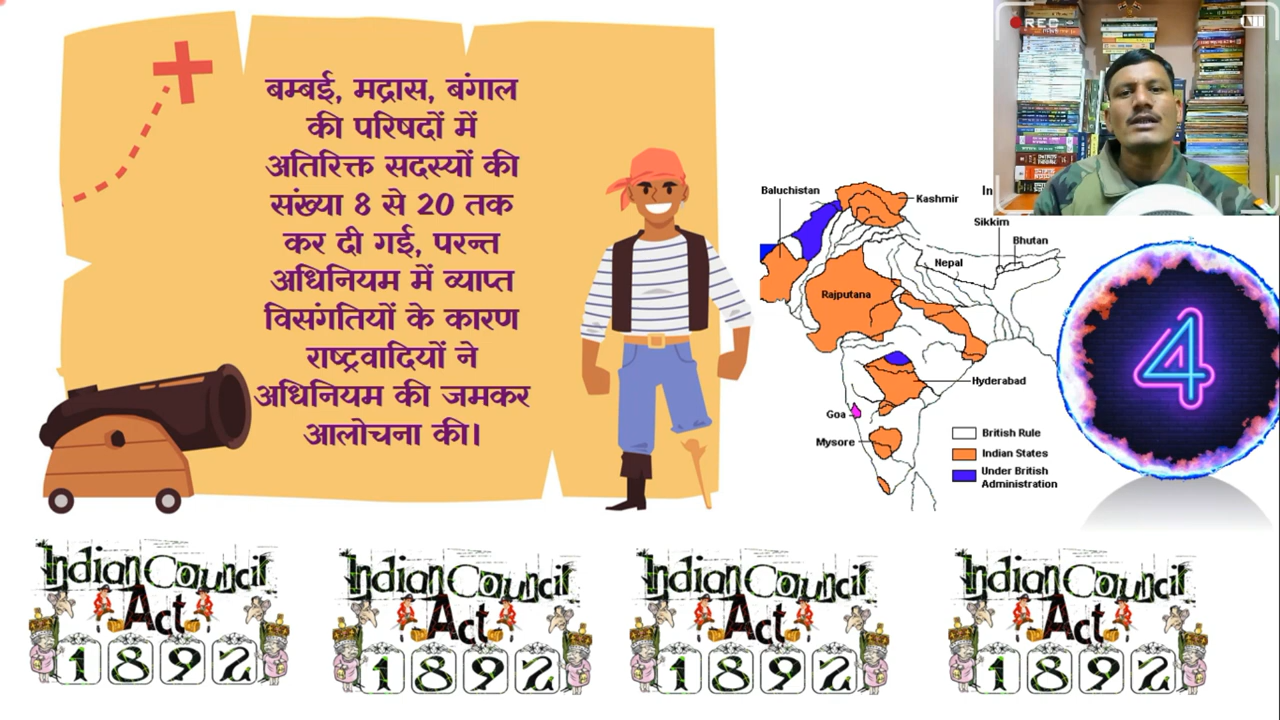 बम्बई, मद्रास, बंगाल
की परिषदों में
अतिरिक्त सदस्यों की
संख्या 8 से 20 तक
कर दी गई, परन्त
अधिनियम में व्याप्त
विसंगतियों के कारण
राष्ट्रवादियों ने
अधिनियम की जमकर
आलोचना की।
REC
Baluchistan
Kashmir
In
Sikkim
Bhutan
Nepal
Rajputana
Hyderabad
Goa
Mysore
British Rule
Indian States
Under British
Administration
4
Indian Council
Act
1892
Indian Council
Act
1892
Indian Council
Act
1892
Indian Council
Act
1892